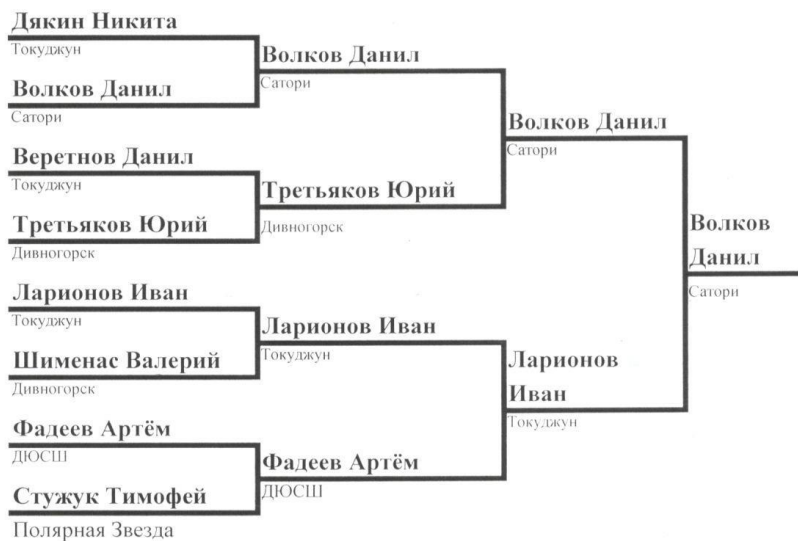 Дякин Никита
Токуджун
Волков Данил
Сатори
Веретнов Данил
Токуджун
Третьяков Юрий
Дивногорск
Ларионов Иван
Токуджун
Шименас Валерий
Дивногорск
Фадеев Артём
ДЮСШ
Стужук Тимофей
Полярная Звезда
Волков Данил
Сатори
Третьяков Юрий
Дивногорск
Ларионов Иван
Токуджун
Фадеев Артём
ДЮСШ
Волков Данил
Сатори
Ларионов
Иван
Токуджун
Волков
Данил
Сатори